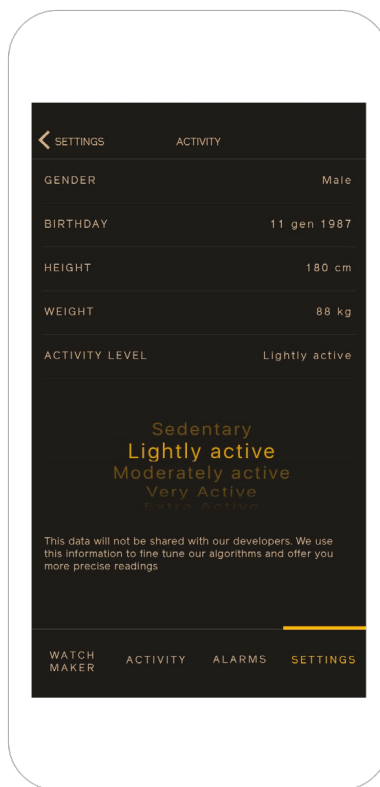 SETTINGS ACTIVITY
GENDER Male
BIRTHDAY 11 gen 1987
HEIGHT 180 cm
WEIGHT 88 kg
ACTIVITY LEVEL Lightly active
Sedentary
Lightly active
Moderately active
Very Active
Extra Active
This data will not be shared with our developers. We use
this information to fine tune our algorithms and offer you
more precise readings
WATCH
MAKER ACTIVITY ALARMS SETTINGS